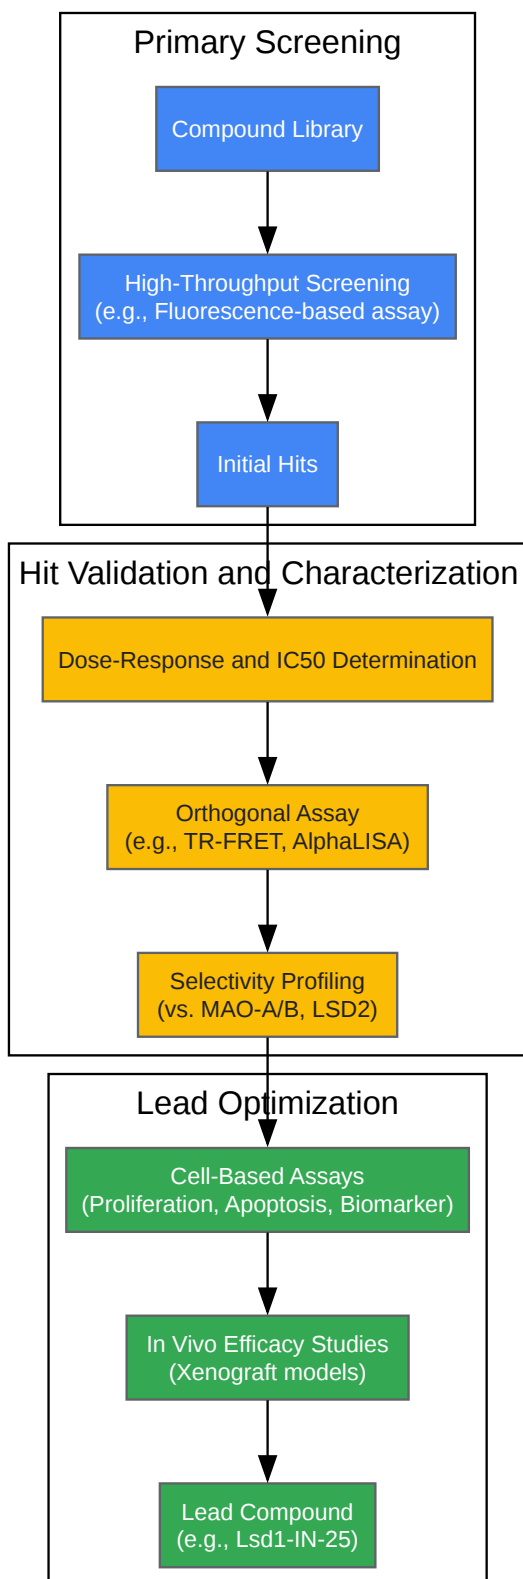 Primary Screening
Compound Library
High-Throughput Screening
(e.g., Fluorescence-based assay)
Initial Hits
Hit Validation and Characterization
Dose-Response and IC50 Determination
Orthogonal Assay
(e.g., TR-FRET, AlphaLISA)
Selectivity Profiling
(vs. MAO-A/B, LSD2)
Lead Optimization
Cell-Based Assays
(Proliferation, Apoptosis, Biomarker)
In Vivo Efficacy Studies
(Xenograft models)
Lead Compound
(e.g., Lsd1-IN-25)